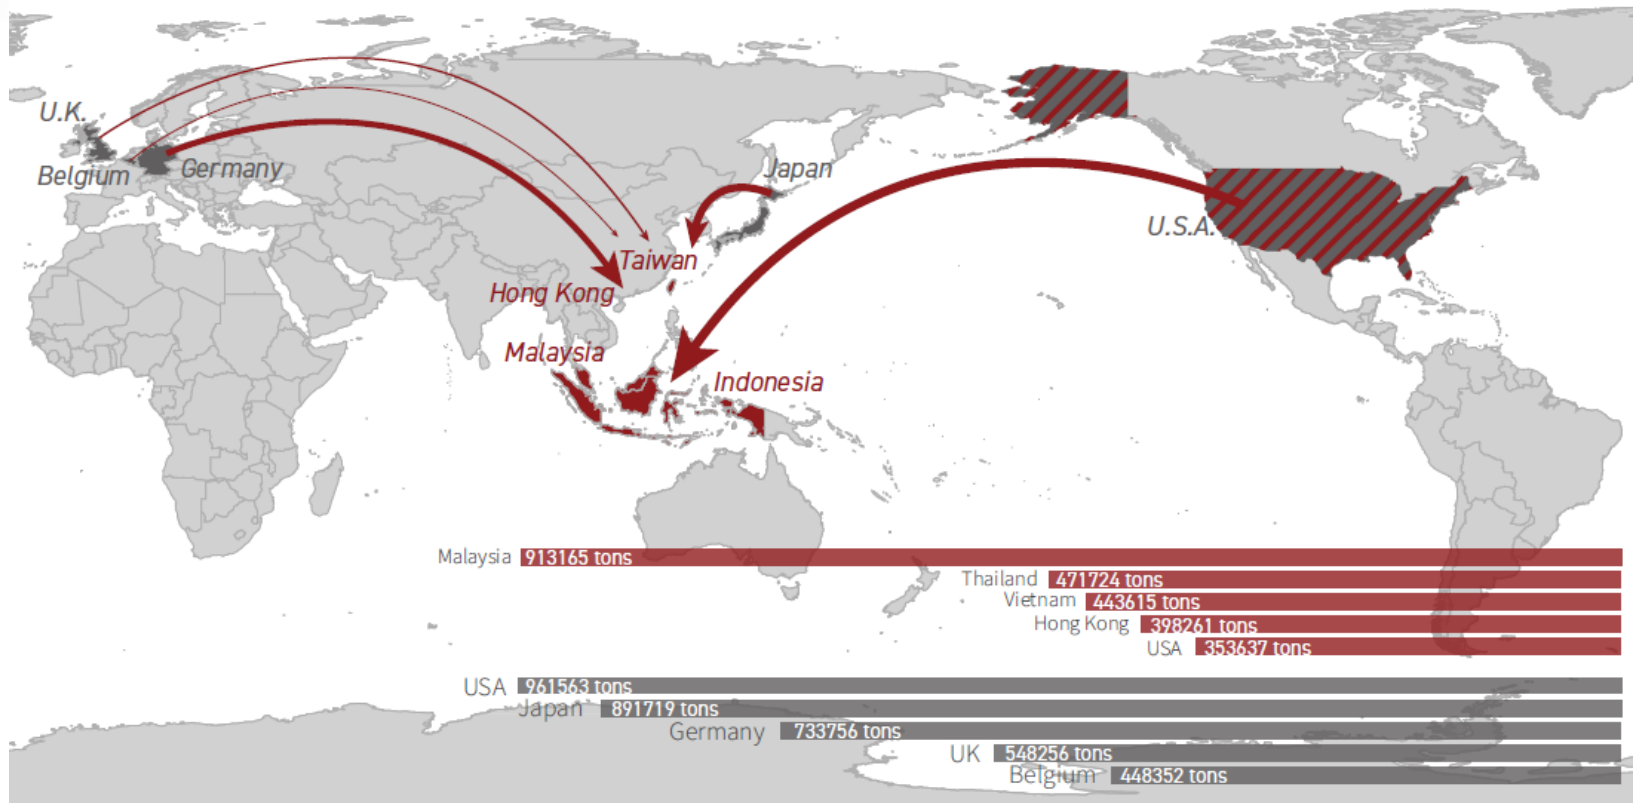 U.K.
Belgium
Germany
Japan
U.S.A.
Taiwan
Hong Kong
Malaysia
Indonesia
Malaysia 913165 tons
Thailand 471724 tons
Vietnam 443615 tons
Hong Kong 398261 tons
USA 353637 tons
USA 961563 tons
Japan 891719 tons
Germany 733756 tons
UK 548256 tons
Belgium 448352 tons